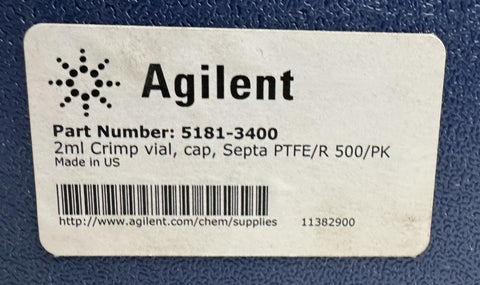 Agilent
Part Number: 5181-3400
2ml Crimp vial, cap, Septa PTFE/R 500/PK
Made in US
http://www.agilent.com/chem/supplies 11382900